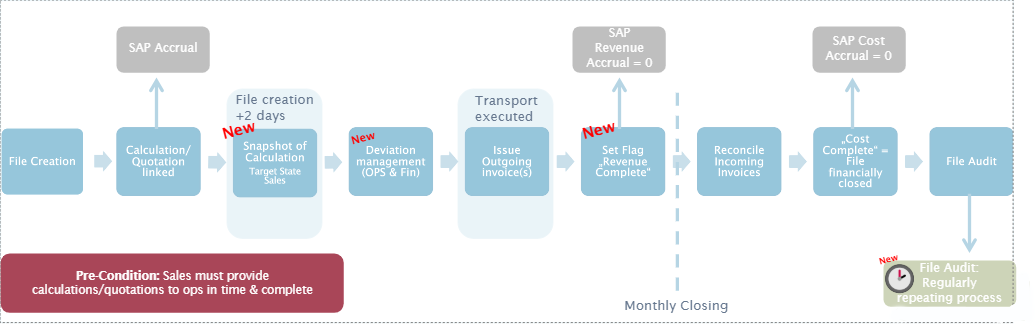 SAP Accrual
SAP
Revenue
Accrual = 0
SAP Cost
Accrual = 0
File creation
+2 days
Transport
executed
File Creation
Calculation/
Quotation
linked
New
Snapshot of
Calculation
Target State
Sales
New
Deviation
management
(OPS & Fin)
Issue
Outgoing
Invoice(s)
New
Set Flag
„Revenue
Complete“
Reconcile
Incoming
Invoices
„Cost
Complete“ =
File
financially
closed
File Audit
Pre-Condition: Sales must provide
calculations/quotations to ops in time & complete
Monthly Closing
New
File Audit:
Regularly
repeating process